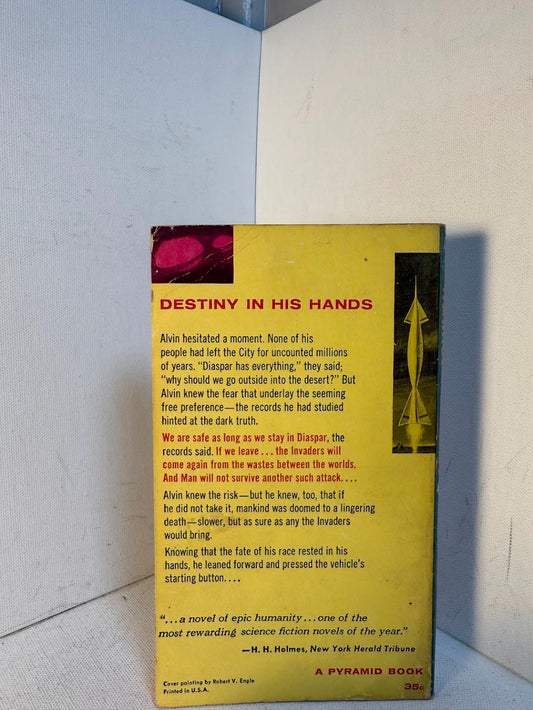 DESTINY IN HIS HANDS
Alvin hesitated a moment. None of his
people had left the City for uncounted millions
of years. “Diaspar has everything,” they said;
“why should we go outside into the desert?” But
Alvin knew the fear that underlay the seeming
free preference—the records he had studied
hinted at the dark truth.
We are safe as long as we stay in Diaspar, the
records said. If we leave... the Invaders will
come again from the wastes between the worlds.
And Man will not survive another such attack....
Alvin knew the risk—but he knew, too, that if
he did not take it, mankind was doomed to a lingering
death—slower, but as sure as any the Invaders
would bring.
Knowing that the fate of his race rested in his
hands, he leaned forward and pressed the vehicle’s
starting button....
“...a novel of epic humanity...one of the
most rewarding science fiction novels of the year.”
—H. H. Holmes, New York Herald Tribune
A PYRAMID BOOK
35c
Cover painting by Robert V. Engle
Printed in U.S.A.